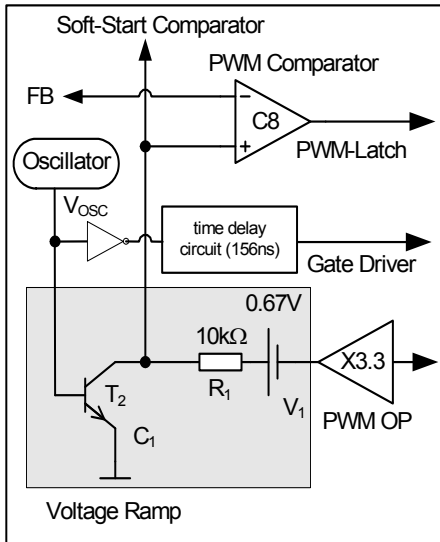 Soft-Start Comparator
PWM Comparator
FB
C8
Oscillator
PWM-Latch
VOSC
time delay
circuit (156ns)
Gate Driver
0.67V
10kΩ
X3.3
T2
R1
C1
V1
PWM OP
Voltage Ramp